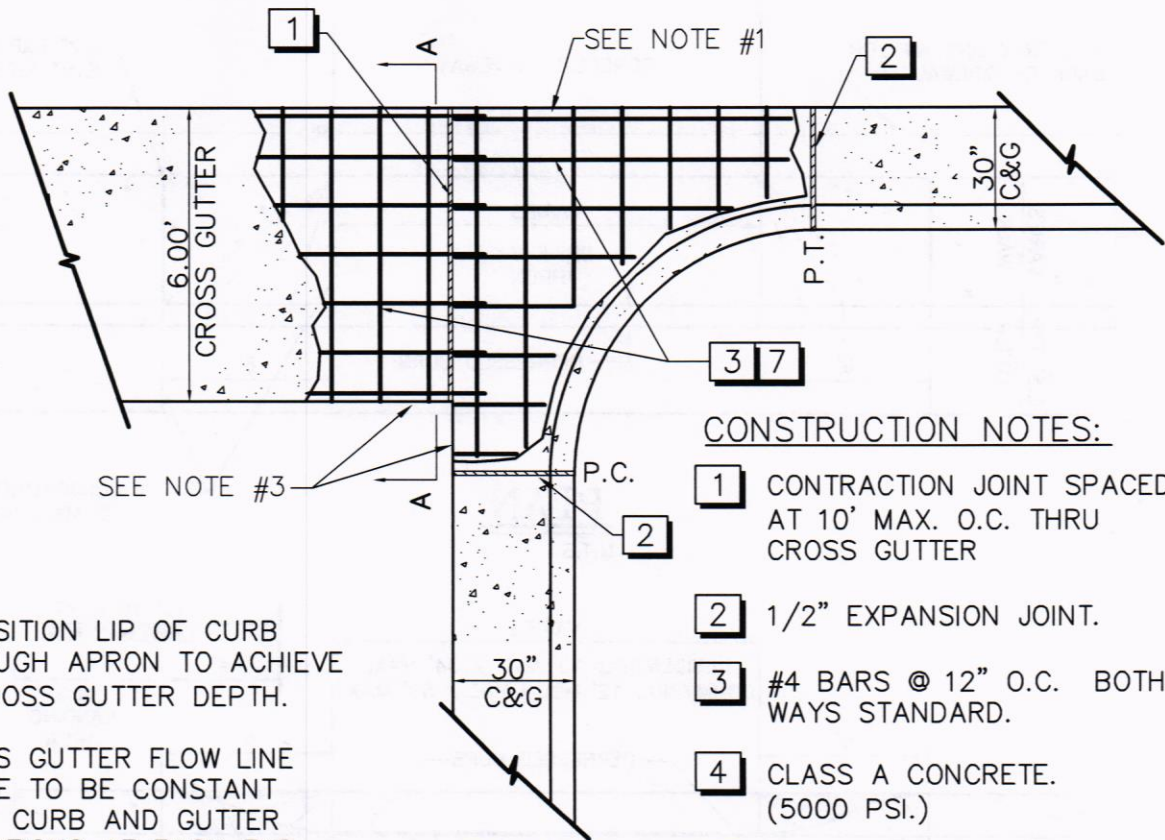 1
A
SEE NOTE #1
2
6.00'
CROSS GUTTER
30"
C&G
P.T.
3 7
SEE NOTE #3
A
P.C.
2
30"
C&G
CONSTRUCTION NOTES:
1 CONTRACTION JOINT SPACED
AT 10' MAX. O.C. THRU
CROSS GUTTER
2 1/2" EXPANSION JOINT.
3 #4 BARS @ 12" O.C. BOTH
WAYS STANDARD.
4 CLASS A CONCRETE.
(5000 PSI.)
SITION LIP OF CURB
UGH APRON TO ACHIEVE
OSS GUTTER DEPTH.
S GUTTER FLOW LINE
E TO BE CONSTANT
CURB AND GUTTER